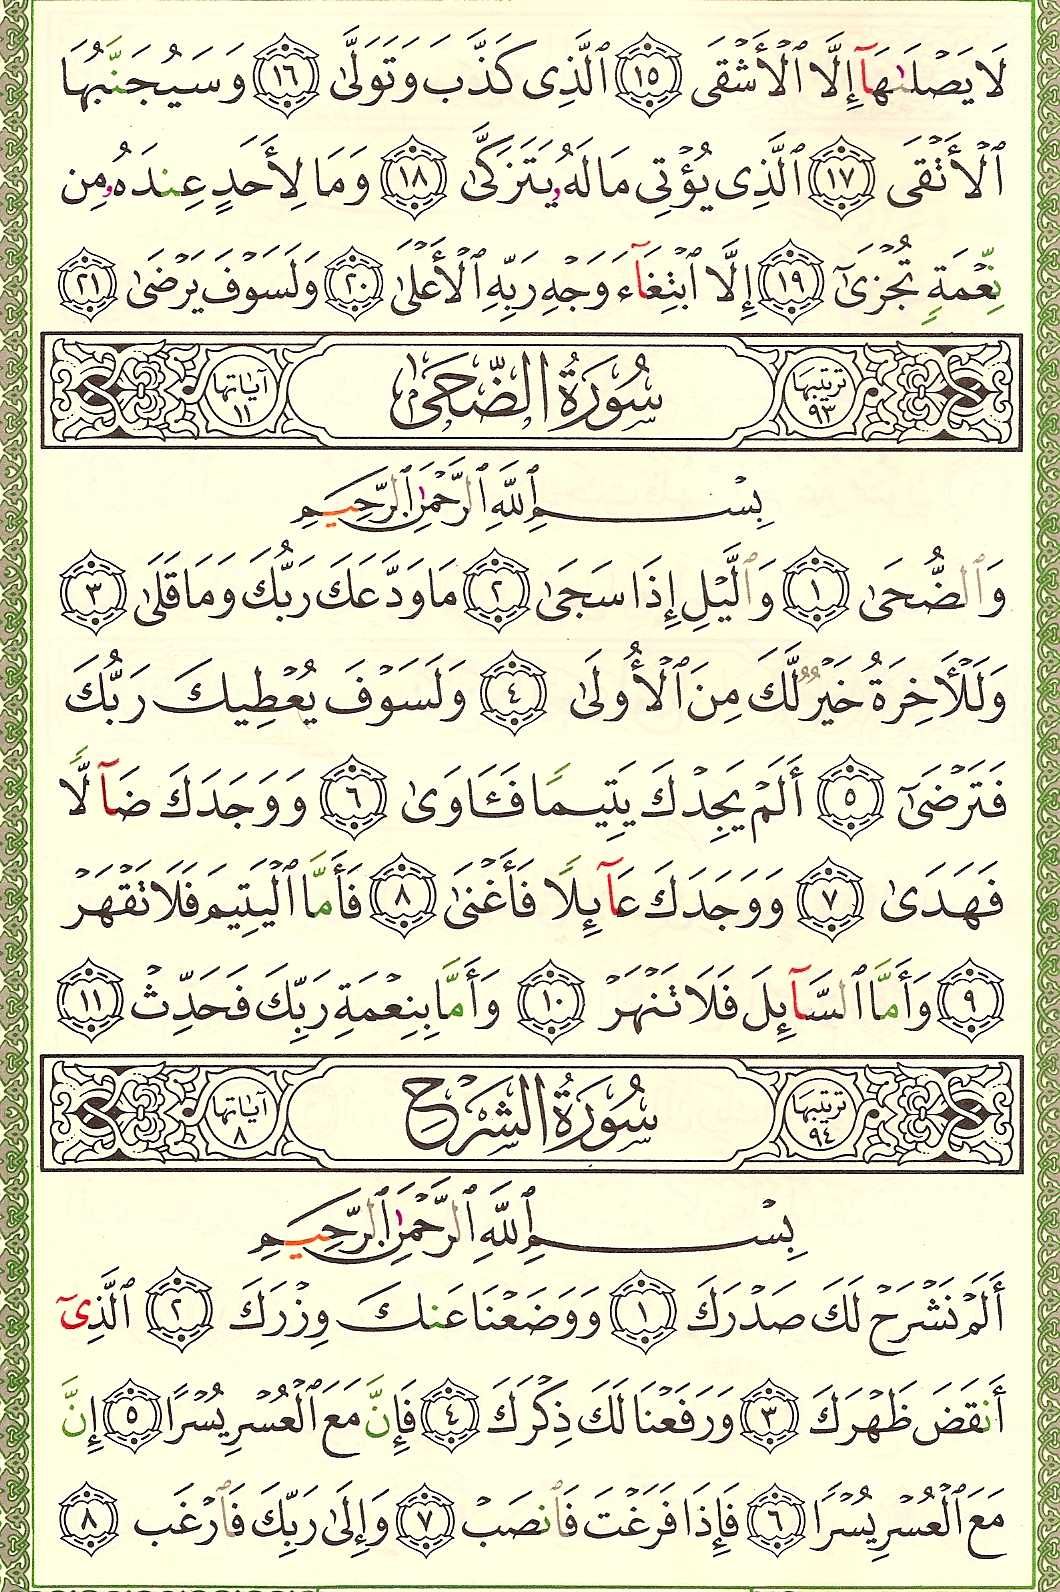 لَا يَصْلَىٰهَآ إِلَّا ٱلْأَشْقَى ١٥ ٱلَّذِى كَذَّبَ وَتَوَلَّىٰ ١٦ وَسَيُجَنَّبُهَا
ٱلْأَتْقَى ١٧ ٱلَّذِى يُؤْتِى مَالَهُۥ يَتَزَكَّىٰ ١٨ وَمَا لِأَحَدٍ عِندَهُۥ مِن
نِّعْمَةٍ تُجْزَىٰٓ ١٩ إِلَّا ٱبْتِغَآءَ وَجْهِ رَبِّهِ ٱلْأَعْلَىٰ ٢٠ وَلَسَوْفَ يَرْضَىٰ ٢١
ترتيبها ٩٣ سُورَةُ الضُّحَىٰ آياتها ١١
بِسْمِ ٱللَّهِ ٱلرَّحْمَٰنِ ٱلرَّحِيمِ
وَٱلضُّحَىٰ ١ وَٱلَّيْلِ إِذَا سَجَىٰ ٢ مَا وَدَّعَكَ رَبُّكَ وَمَا قَلَىٰ ٣
وَلَلْـَٔاخِرَةُ خَيْرٌ لَّكَ مِنَ ٱلْأُولَىٰ ٤ وَلَسَوْفَ يُعْطِيكَ رَبُّكَ
فَتَرْضَىٰٓ ٥ أَلَمْ يَجِدْكَ يَتِيمًا فَـَٔاوَىٰ ٦ وَوَجَدَكَ ضَآلًّا
فَهَدَىٰ ٧ وَوَجَدَكَ عَآئِلًا فَأَغْنَىٰ ٨ فَأَمَّا ٱلْيَتِيمَ فَلَا تَقْهَرْ
٩ وَأَمَّا ٱلسَّآئِلَ فَلَا تَنْهَرْ ١٠ وَأَمَّا بِنِعْمَةِ رَبِّكَ فَحَدِّثْ ١١
ترتيبها ٩٤ سُورَةُ الشَّرْحِ آياتها ٨
بِسْمِ ٱللَّهِ ٱلرَّحْمَٰنِ ٱلرَّحِيمِ
أَلَمْ نَشْرَحْ لَكَ صَدْرَكَ ١ وَوَضَعْنَا عَنكَ وِزْرَكَ ٢ ٱلَّذِىٓ
أَنقَضَ ظَهْرَكَ ٣ وَرَفَعْنَا لَكَ ذِكْرَكَ ٤ فَإِنَّ مَعَ ٱلْعُسْرِ يُسْرًا ٥ إِنَّ
مَعَ ٱلْعُسْرِ يُسْرًا ٦ فَإِذَا فَرَغْتَ فَٱنصَبْ ٧ وَإِلَىٰ رَبِّكَ فَٱرْغَب ٨